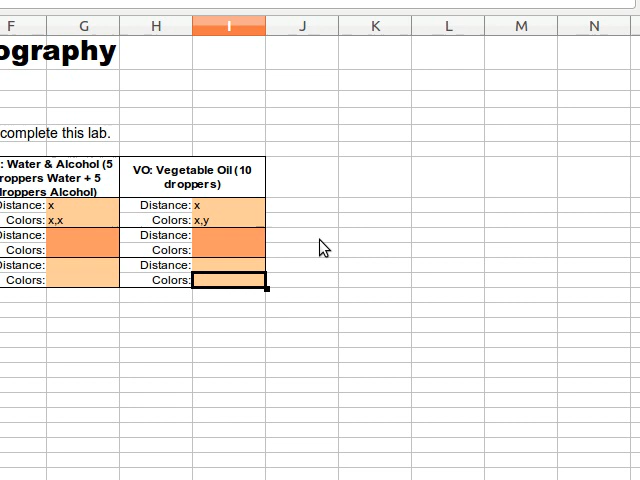 F G H I J K L M N
ography
complete this lab.
: Water & Alcohol (5
roppers Water + 5
droppers Alcohol)
VO: Vegetable Oil (10
droppers)
Distance: x Distance: x
Colors: x,x Colors: x,y
Distance: Distance:
Colors: Colors:
Distance: Distance:
Colors: Colors: